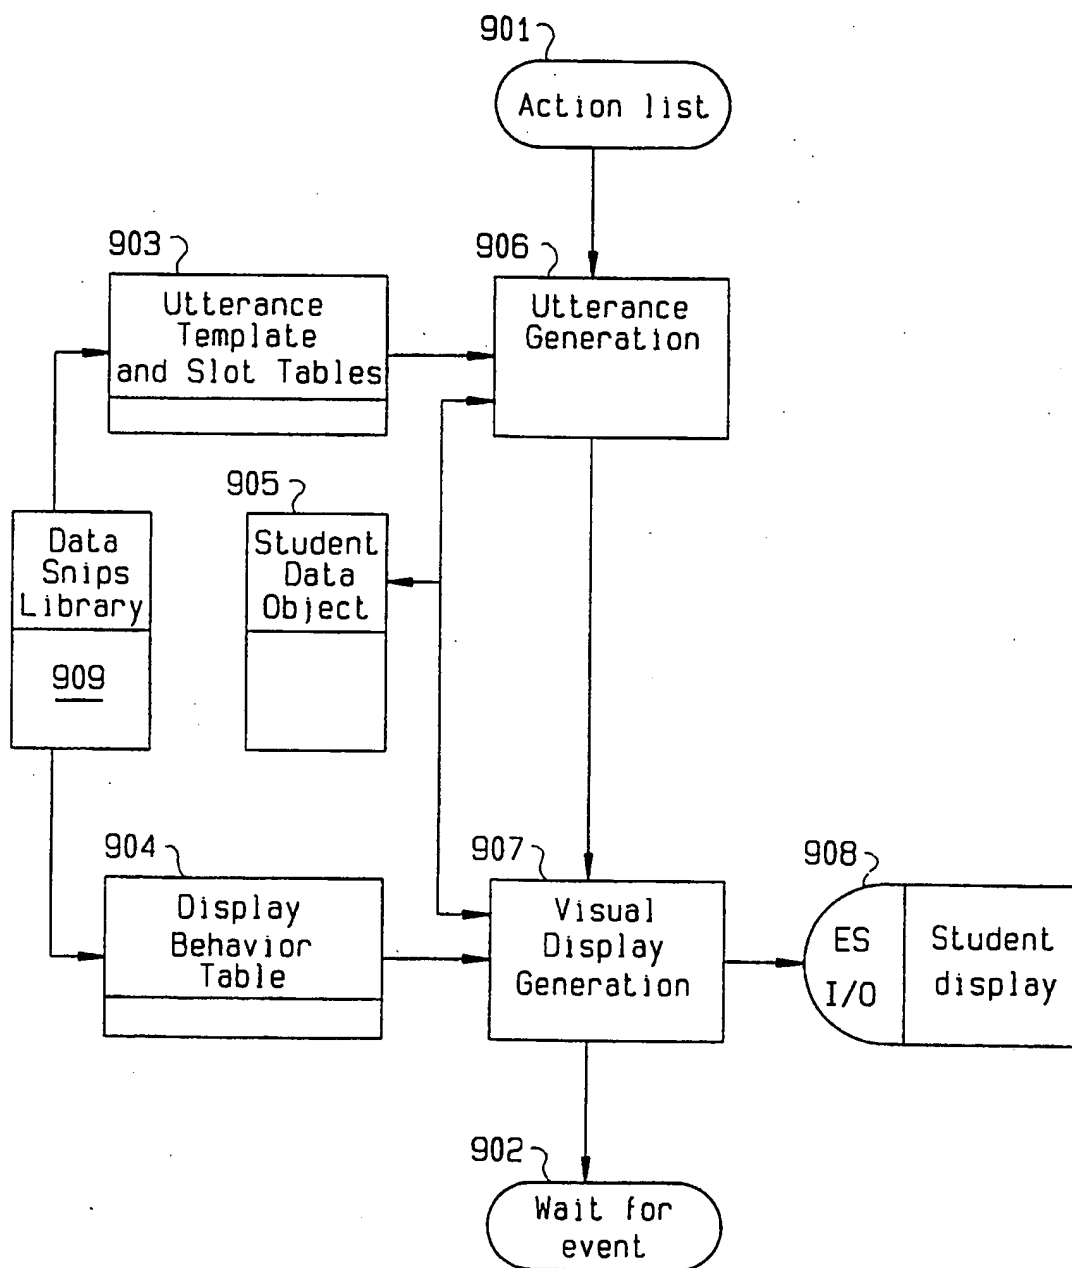 901
Action list
903
Utterance
Template
and Slot Tables
906
Utterance
Generation
905
Student
Data
Object
Data
Snips
Library
909
904
Display
Behavior
Table
907
Visual
Display
Generation
908
ES
I/O
Student
display
902
Wait for
event